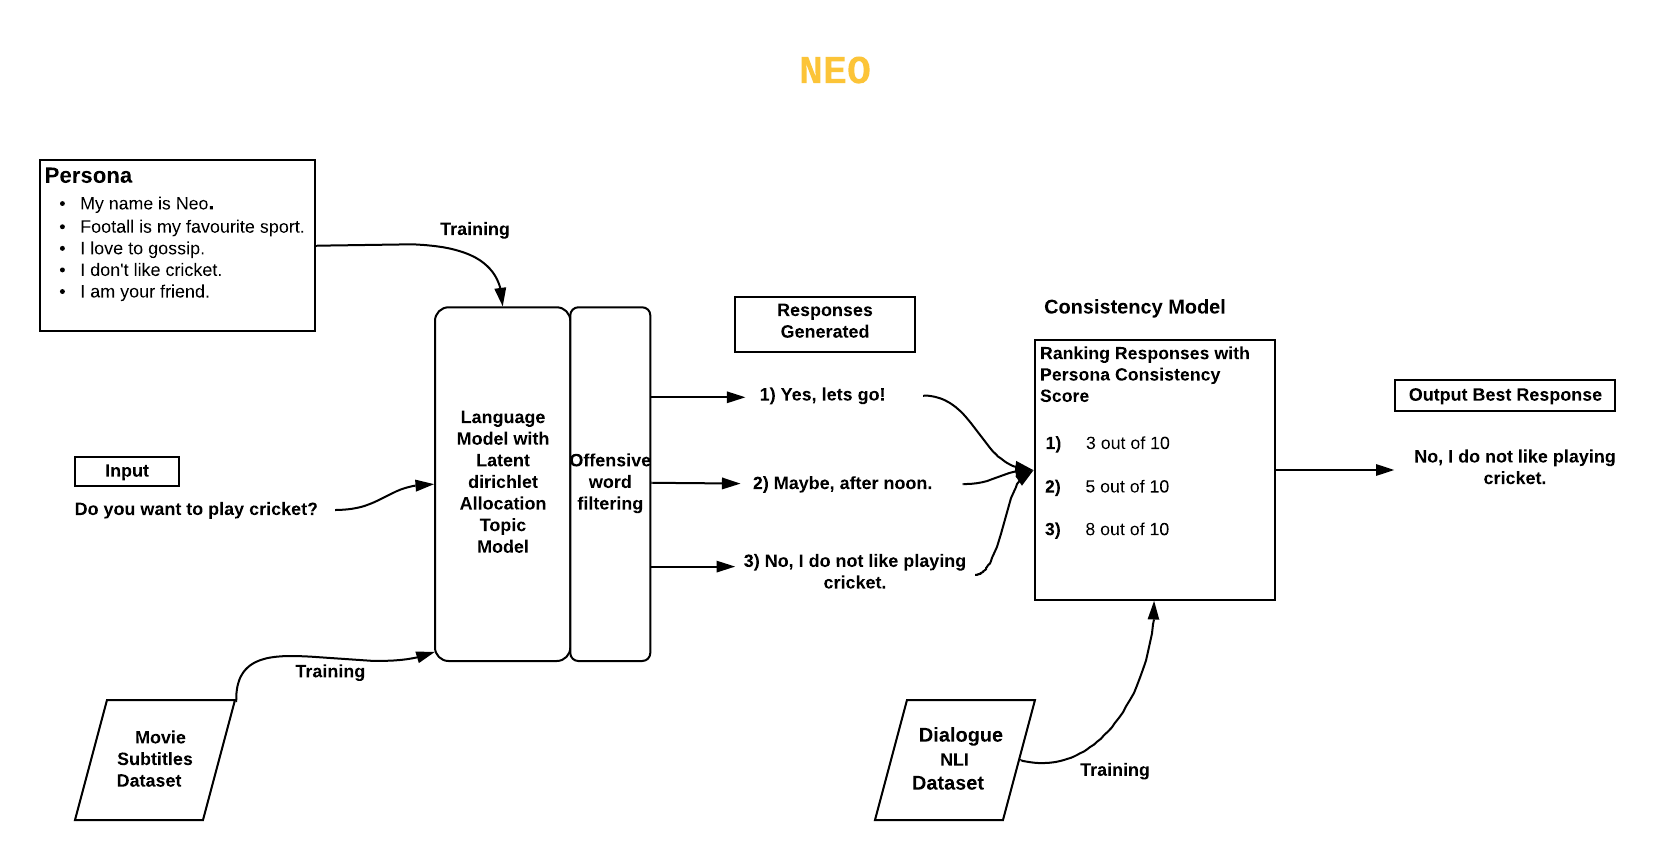 NEO
Persona
• My name is Neo.
• Footall is my favourite sport.
• I love to gossip.
• I don't like cricket.
• I am your friend.
Training
Input
Do you want to play cricket?
Training
Movie
Subtitles
Dataset
Language
Model with
Latent
dirichlet
Allocation
Topic
Model
Offensive
word
filtering
Responses
Generated
1) Yes, lets go!
2) Maybe, after noon.
3) No, I do not like playing
cricket.
Consistency Model
Ranking Responses with
Persona Consistency
Score
1) 3 out of 10
2) 5 out of 10
3) 8 out of 10
Dialogue
NLI
Dataset
Training
Output Best Response
No, I do not like playing
cricket.